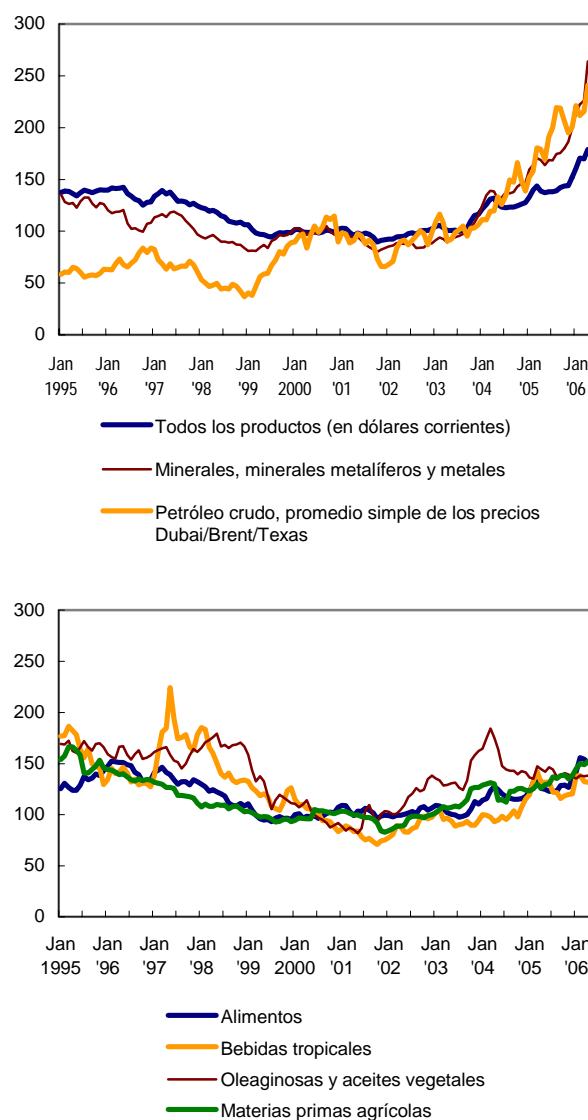 300
250
200
150
100
50
0
Jan Jan Jan Jan Jan Jan Jan Jan Jan Jan Jan Jan
1995 '96 '97 '98 '99 2000 '01 '02 '03 '04 '05 '06
Todos los productos (en dólares corrientes)
Minerales, minerales metalíferos y metales
Petróleo crudo, promedio simple de los precios
Dubai/Brent/Texas
300
250
200
150
100
50
0
Jan Jan Jan Jan Jan Jan Jan Jan Jan Jan Jan Jan
1995 '96 '97 '98 '99 2000 '01 '02 '03 '04 '05 '06
Alimentos
Bebidas tropicales
Oleaginosas y aceites vegetales
Materias primas agrícolas